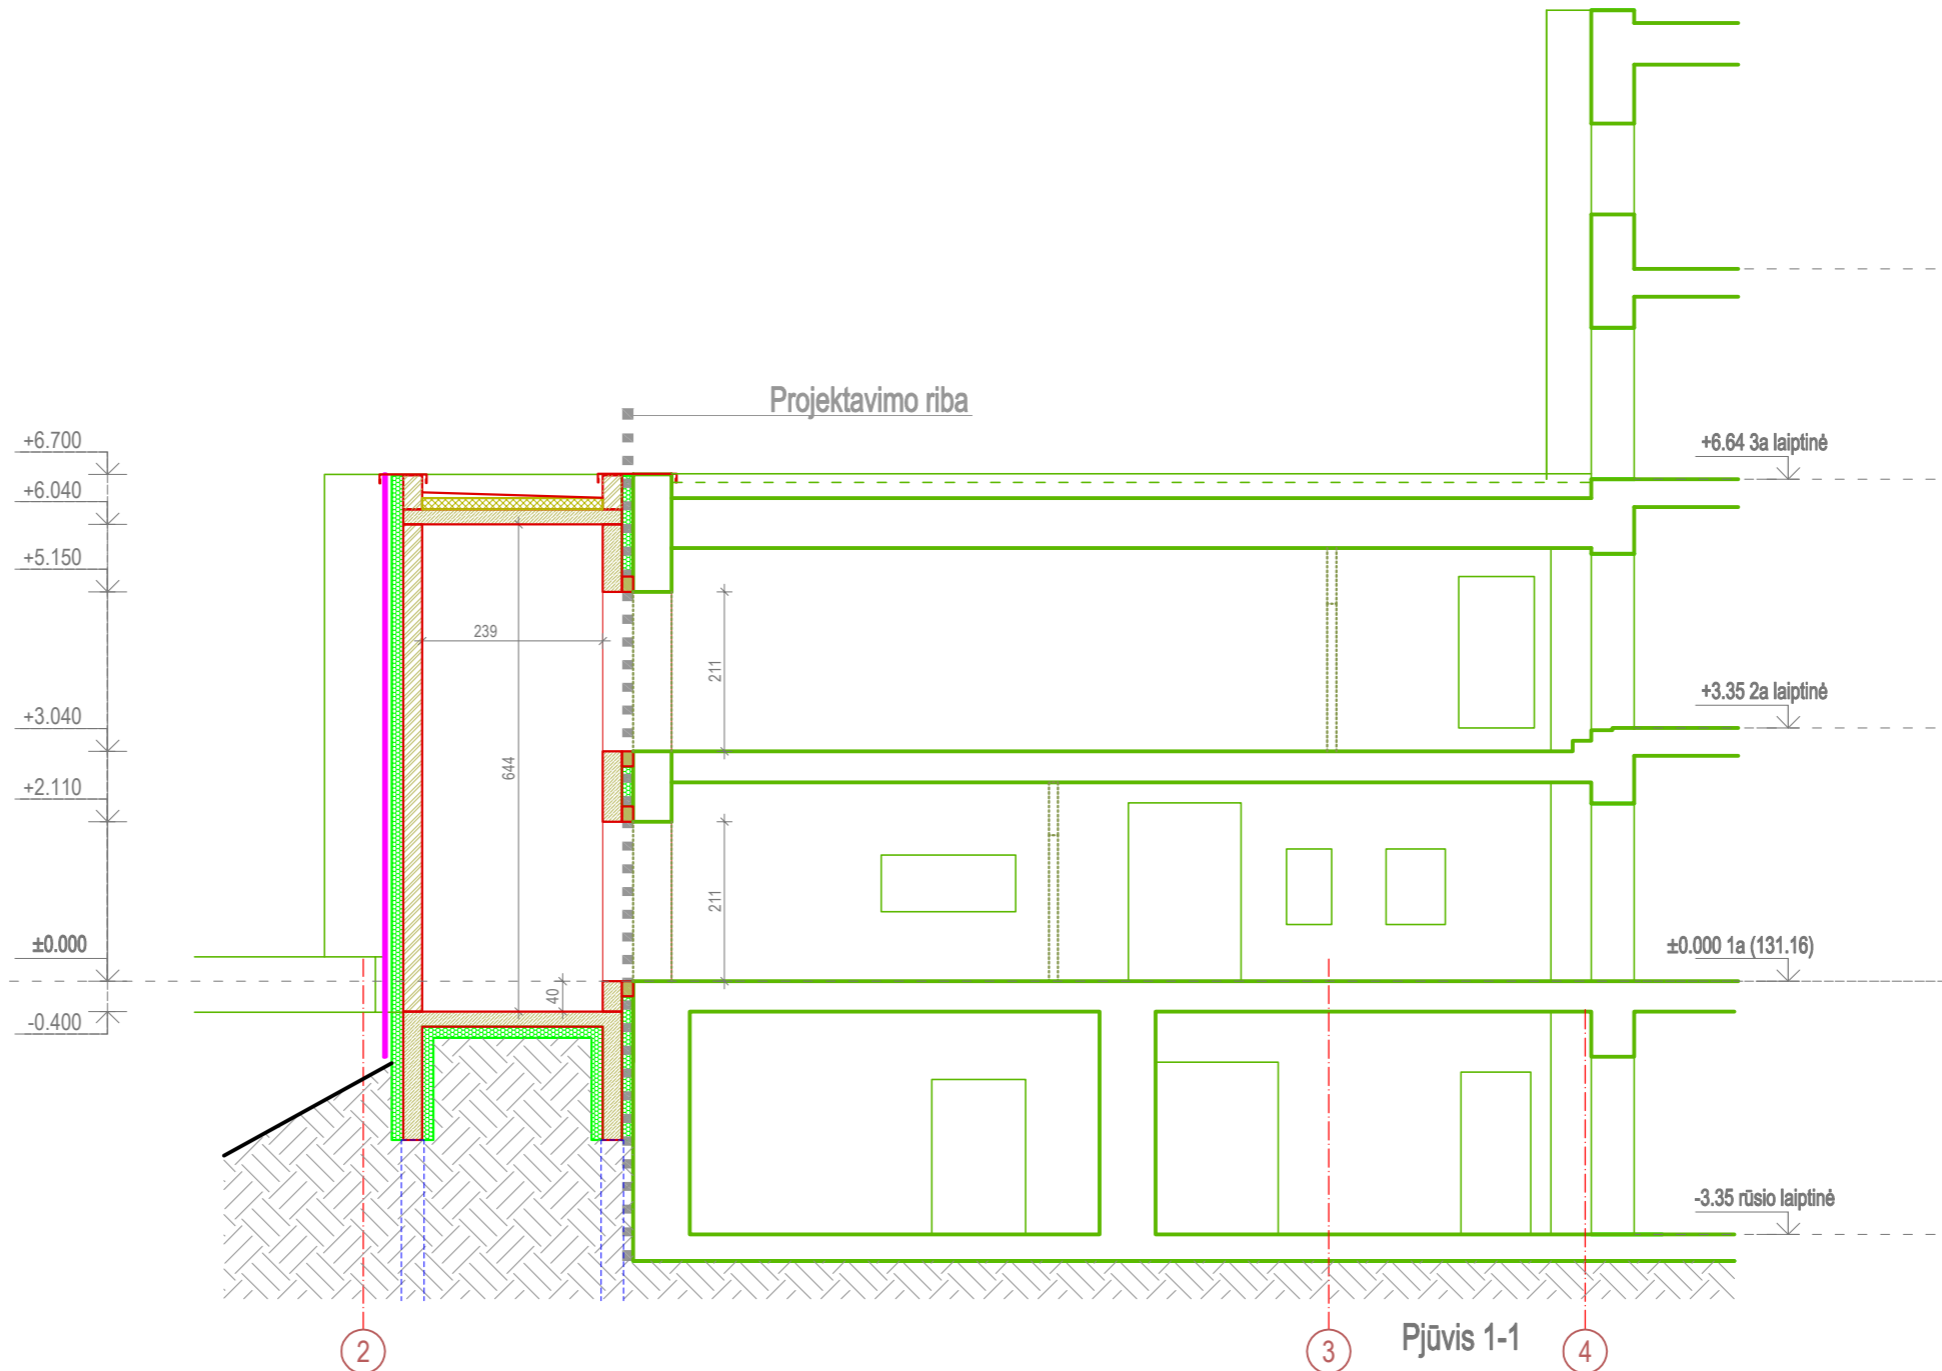 Projektavimo riba
+6.700
+6.64 3a laiptinė
+6.040
+5.150
239
211
+3.35 2a laiptinė
+3.040
644
+2.110
211
±0.000
±0.000 1a (131.16)
40
-0.400
-3.35 rūsio laiptinė
Pjūvis 1-1
2
3
4